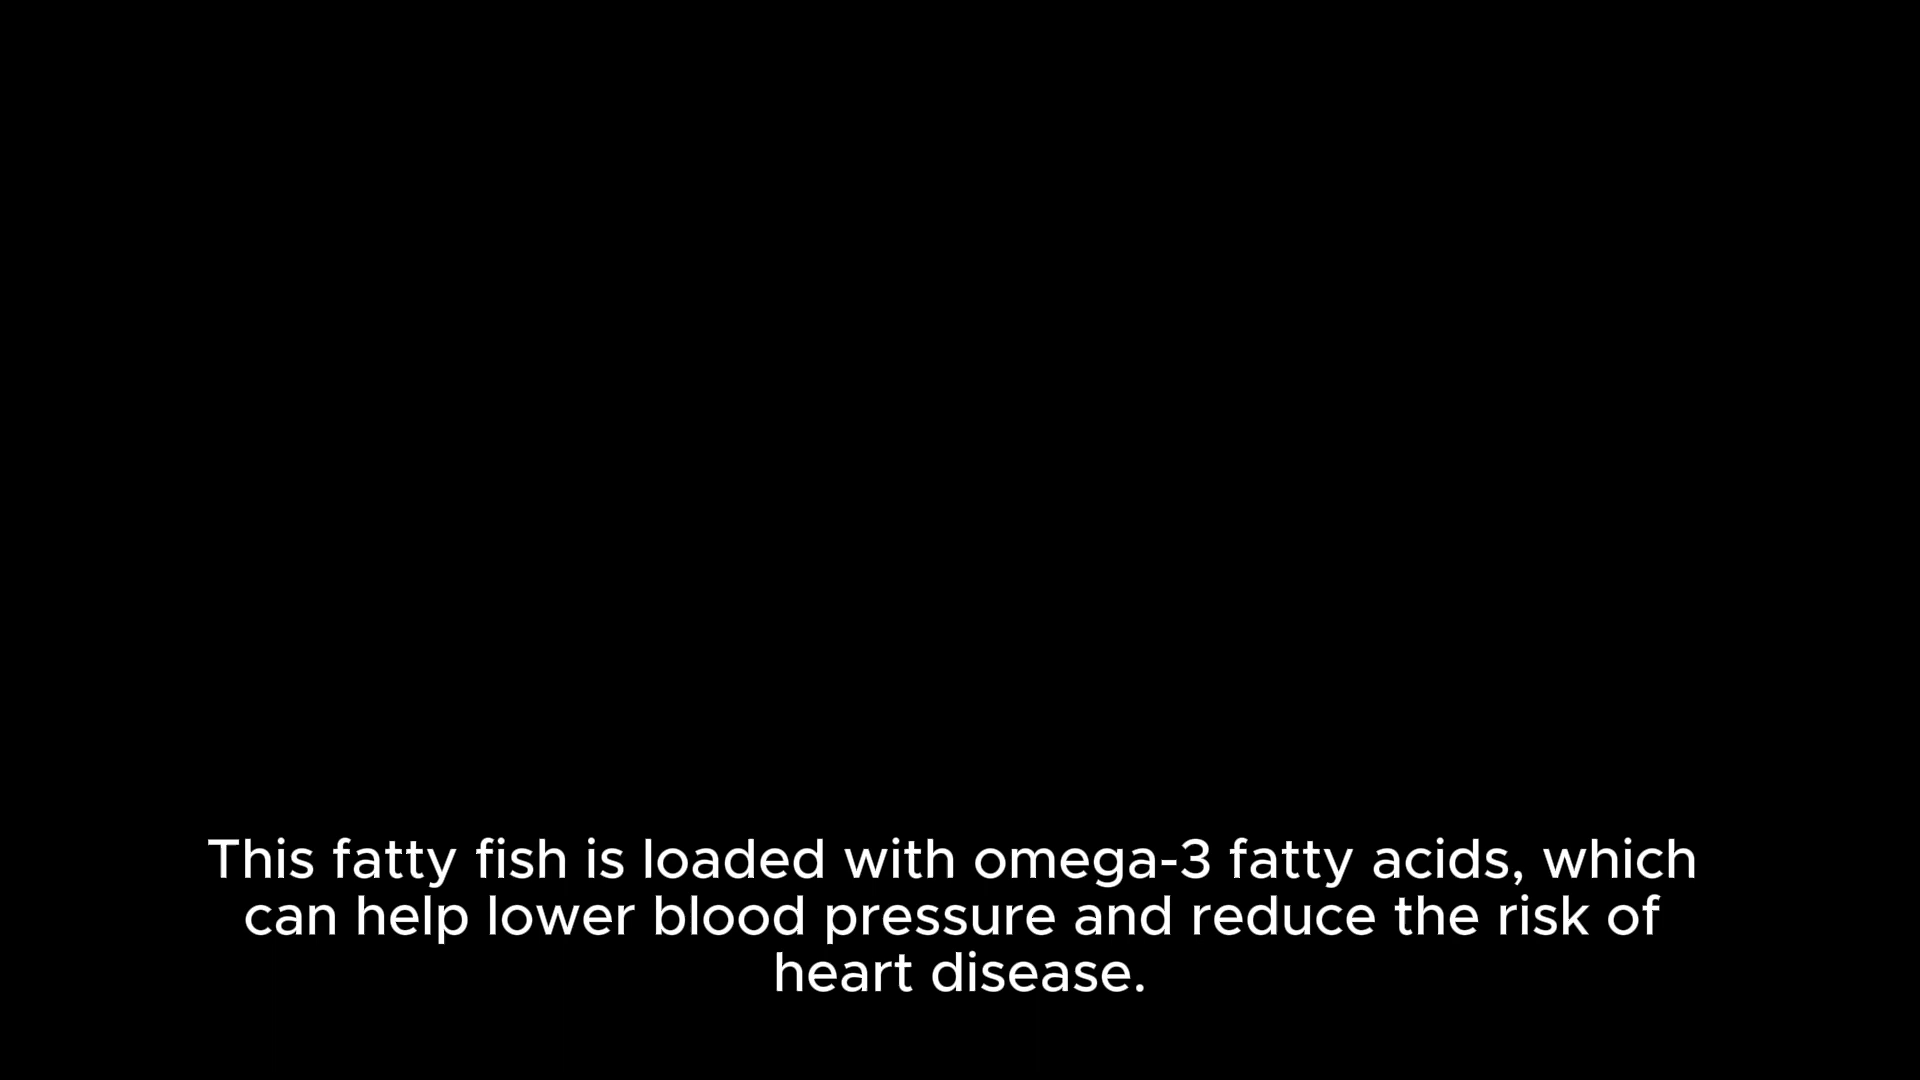 This fatty fish is loaded with omega-3 fatty acids, which
can help lower blood pressure and reduce the risk of
heart disease.